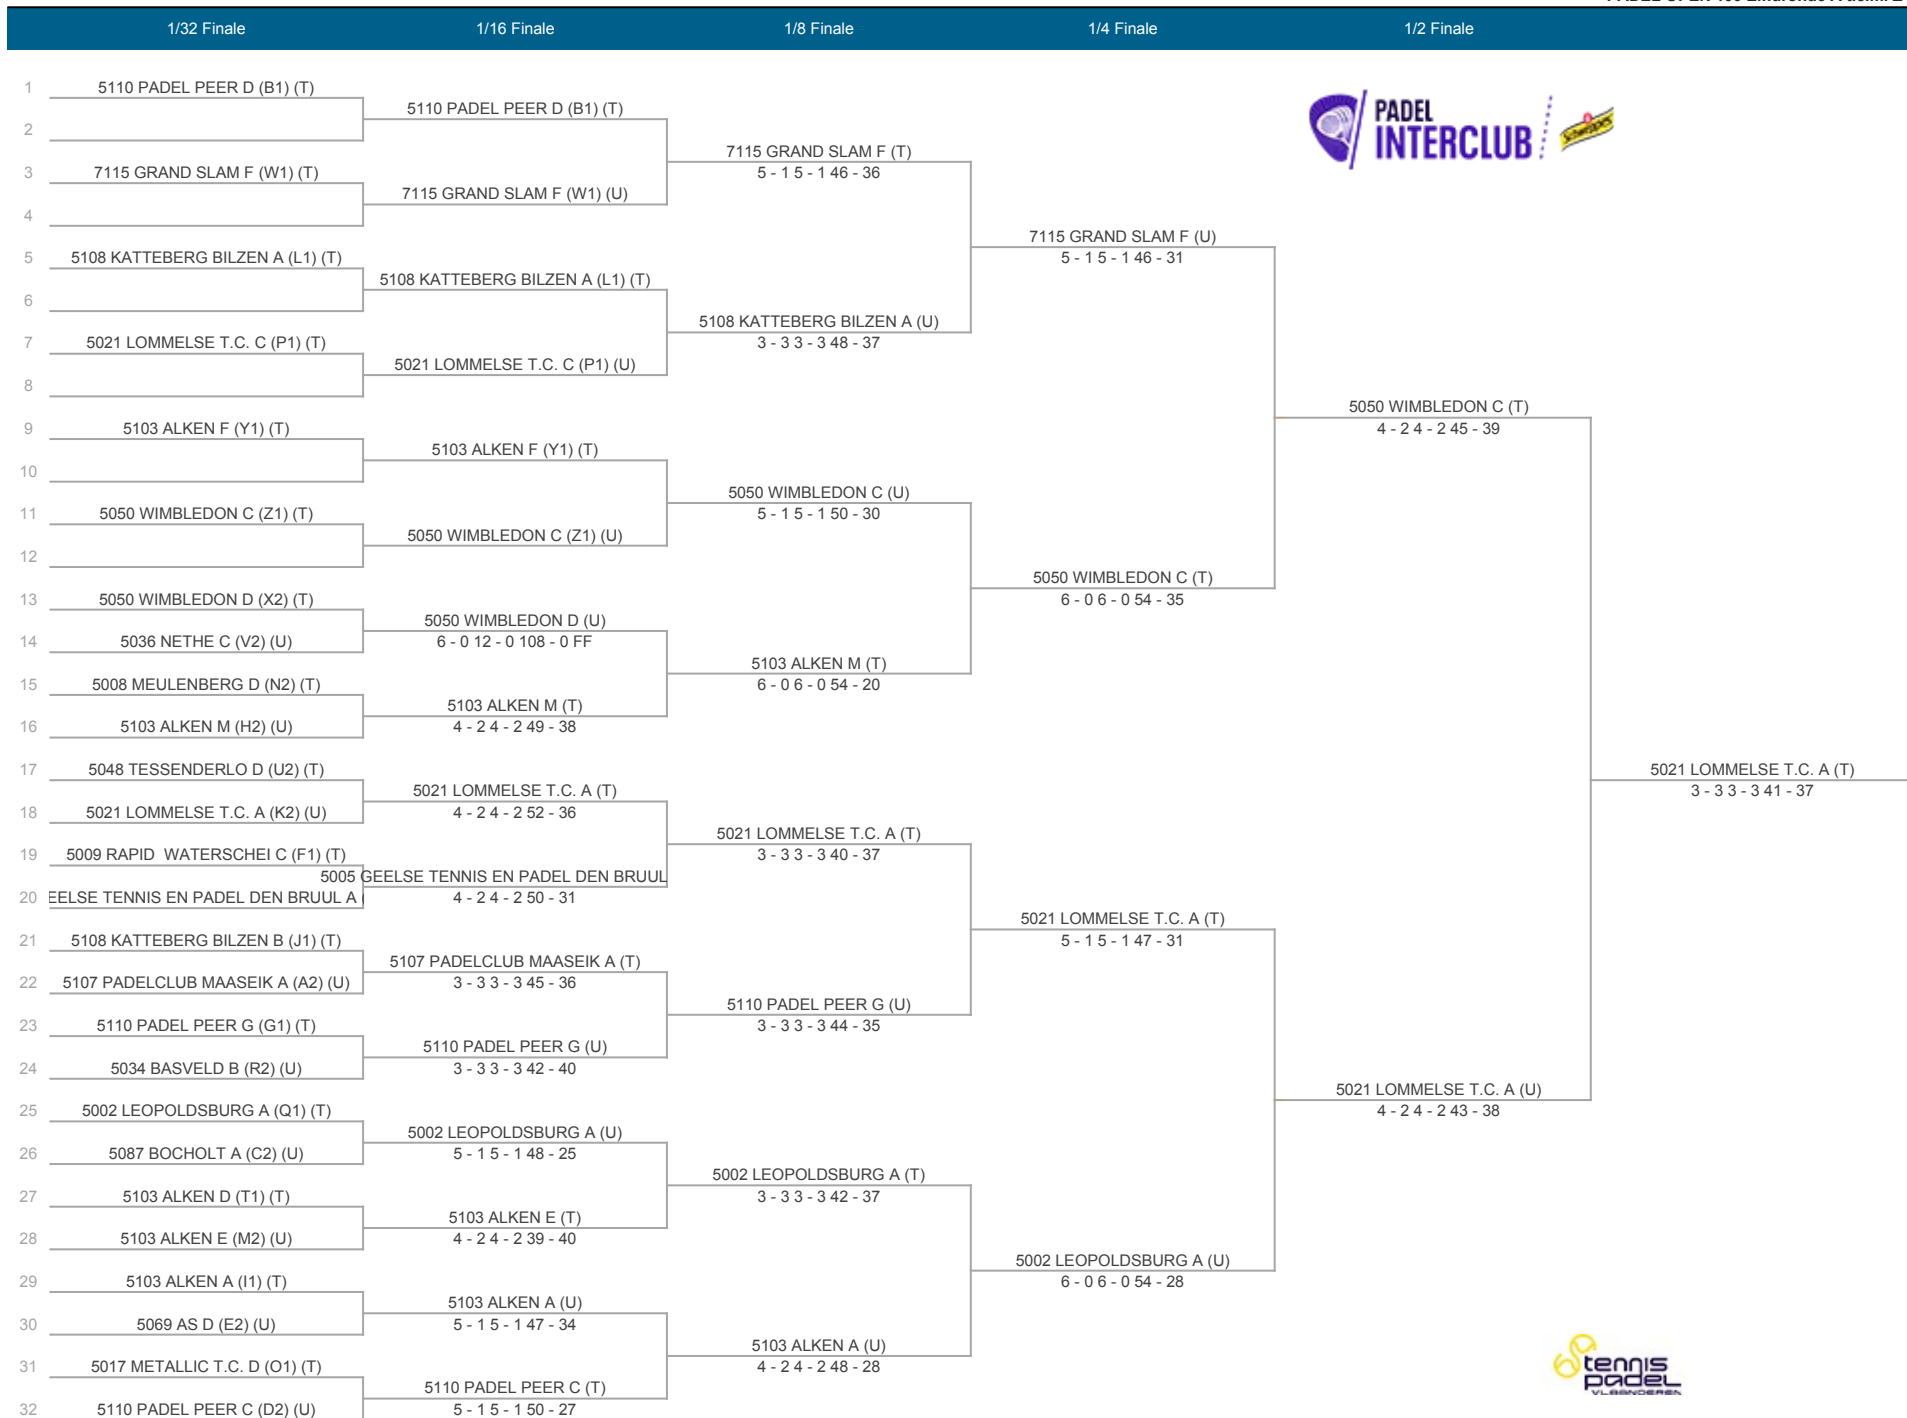 1/32 Finale 1/16 Finale 1/8 Finale 1/4 Finale 1/2 Finale
PADEL INTERCLUB
Schweppes
1 5110 PADEL PEER D (B1) (T)
2
3 7115 GRAND SLAM F (W1) (T)
4
5 5108 KATTEBERG BILZEN A (L1) (T)
6
7 5021 LOMMELSE T.C. C (P1) (T)
8
9 5103 ALKEN F (Y1) (T)
10
11 5050 WIMBLEDON C (Z1) (T)
12
13 5050 WIMBLEDON D (X2) (T)
14 5036 NETHE C (V2) (U)
15 5008 MEULENBERG D (N2) (T)
16 5103 ALKEN M (H2) (U)
17 5048 TESSENDERLO D (U2) (T)
18 5021 LOMMELSE T.C. A (K2) (U)
19 5009 RAPID WATERSCHEI C (F1) (T)
20 EELSE TENNIS EN PADEL DEN BRUUL A (
21 5108 KATTEBERG BILZEN B (J1) (T)
22 5107 PADELCLUB MAASEIK A (A2) (U)
23 5110 PADEL PEER G (G1) (T)
24 5034 BASVELD B (R2) (U)
25 5002 LEOPOLDSBURG A (Q1) (T)
26 5087 BOCHOLT A (C2) (U)
27 5103 ALKEN D (T1) (T)
28 5103 ALKEN E (M2) (U)
29 5103 ALKEN A (I1) (T)
30 5069 AS D (E2) (U)
31 5017 METALLIC T.C. D (O1) (T)
32 5110 PADEL PEER C (D2) (U)
5110 PADEL PEER D (B1) (T)
7115 GRAND SLAM F (W1) (U)
5108 KATTEBERG BILZEN A (L1) (T)
5021 LOMMELSE T.C. C (P1) (U)
5103 ALKEN F (Y1) (T)
5050 WIMBLEDON C (Z1) (U)
5050 WIMBLEDON D (U)
6 - 0 12 - 0 108 - 0 FF
5103 ALKEN M (T)
4 - 2 4 - 2 49 - 38
5021 LOMMELSE T.C. A (T)
4 - 2 4 - 2 52 - 36
5005 GEELSE TENNIS EN PADEL DEN BRUUL
4 - 2 4 - 2 50 - 31
5107 PADELCLUB MAASEIK A (T)
3 - 3 3 - 3 45 - 36
5110 PADEL PEER G (U)
3 - 3 3 - 3 42 - 40
5002 LEOPOLDSBURG A (U)
5 - 1 5 - 1 48 - 25
5103 ALKEN E (T)
4 - 2 4 - 2 39 - 40
5103 ALKEN A (U)
5 - 1 5 - 1 47 - 34
5110 PADEL PEER C (T)
5 - 1 5 - 1 50 - 27
7115 GRAND SLAM F (T)
5 - 1 5 - 1 46 - 36
5108 KATTEBERG BILZEN A (U)
3 - 3 3 - 3 48 - 37
5050 WIMBLEDON C (U)
5 - 1 5 - 1 50 - 30
5103 ALKEN M (T)
6 - 0 6 - 0 54 - 20
5021 LOMMELSE T.C. A (T)
3 - 3 3 - 3 40 - 37
5110 PADEL PEER G (U)
3 - 3 3 - 3 44 - 35
5002 LEOPOLDSBURG A (T)
3 - 3 3 - 3 42 - 37
5103 ALKEN A (U)
4 - 2 4 - 2 48 - 28
7115 GRAND SLAM F (U)
5 - 1 5 - 1 46 - 31
5050 WIMBLEDON C (T)
6 - 0 6 - 0 54 - 35
5021 LOMMELSE T.C. A (T)
5 - 1 5 - 1 47 - 31
5002 LEOPOLDSBURG A (U)
6 - 0 6 - 0 54 - 28
5050 WIMBLEDON C (T)
4 - 2 4 - 2 45 - 39
5021 LOMMELSE T.C. A (U)
4 - 2 4 - 2 43 - 38
5021 LOMMELSE T.C. A (T)
3 - 3 3 - 3 41 - 37
tennis
padel
VLAANDEREN